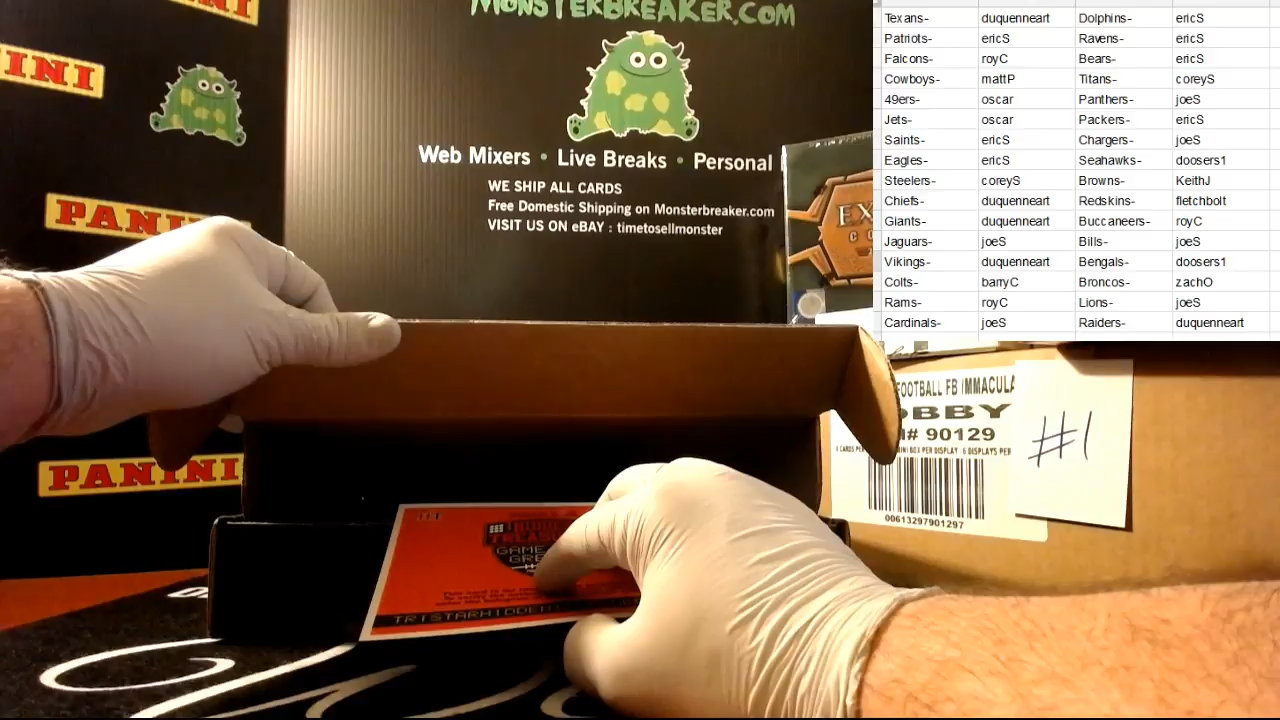 MONSTERBREAKER.COM
Web Mixers • Live Breaks • Personal
WE SHIP ALL CARDS
Free Domestic Shipping on Monsterbreaker.com
VISIT US ON eBAY : timetosellmonster
PANINI
Texans- duquenneart Dolphins- ericS
Patriots- ericS Ravens- ericS
Falcons- royC Bears- ericS
Cowboys- mattP Titans- coreyS
49ers- oscar Panthers- joeS
Jets- oscar Packers- ericS
Saints- ericS Chargers- joeS
Eagles- ericS Seahawks- doosers1
Steelers- coreyS Browns- KeithJ
Chiefs- duquenneart Redskins- fletchbolt
Giants- duquenneart Buccaneers- royC
Jaguars- joeS Bills- joeS
Vikings- duquenneart Bengals- doosers1
Colts- barryC Broncos- zachO
Rams- royC Lions- joeS
Cardinals- joeS Raiders- duquenneart
FOOTBALL FB IMMACULA
OBBY
# 90129
00613297901297
#1
TREASU
GAME
GRE
TRISTARHIDDEN